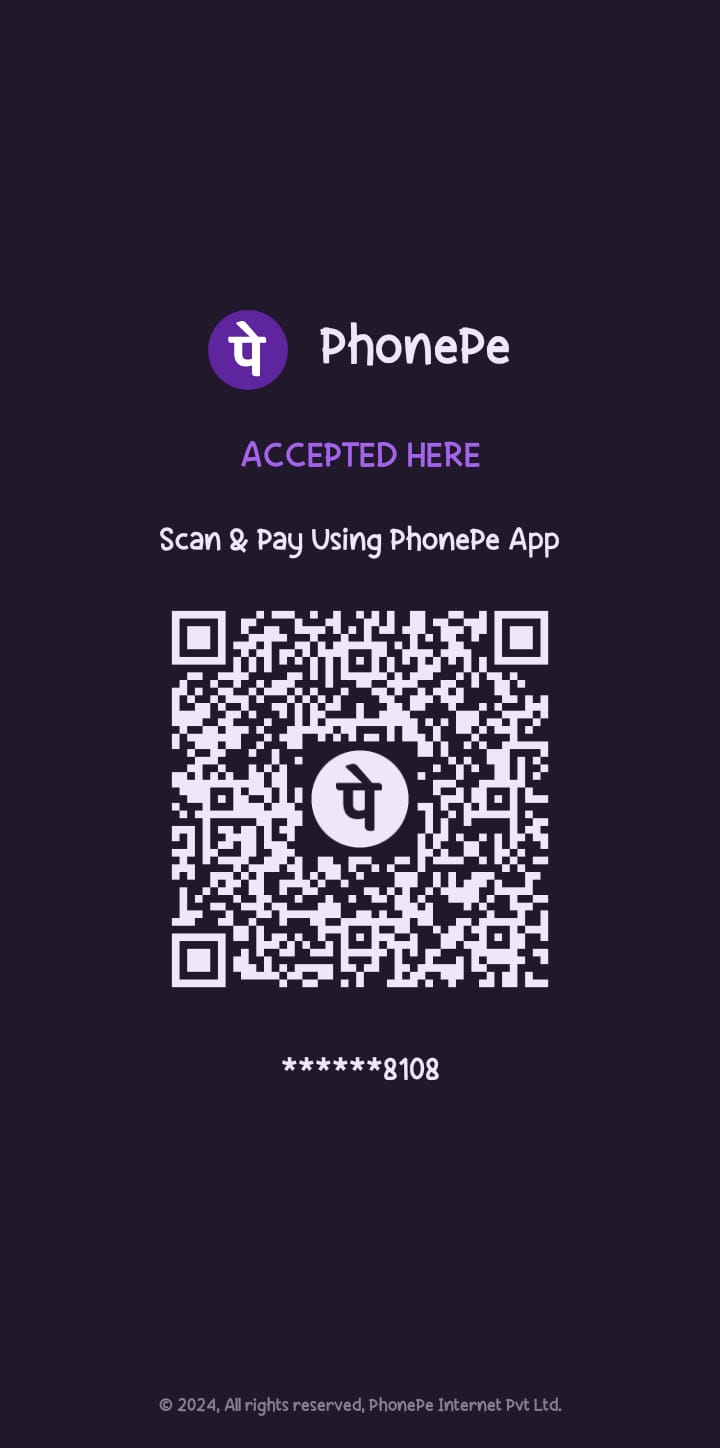 पे PhonePe
ACCEPTED HERE
Scan & Pay Using PhonePe App
पे
******8108
© 2024, All rights reserved, PhonePe Internet Pvt Ltd.